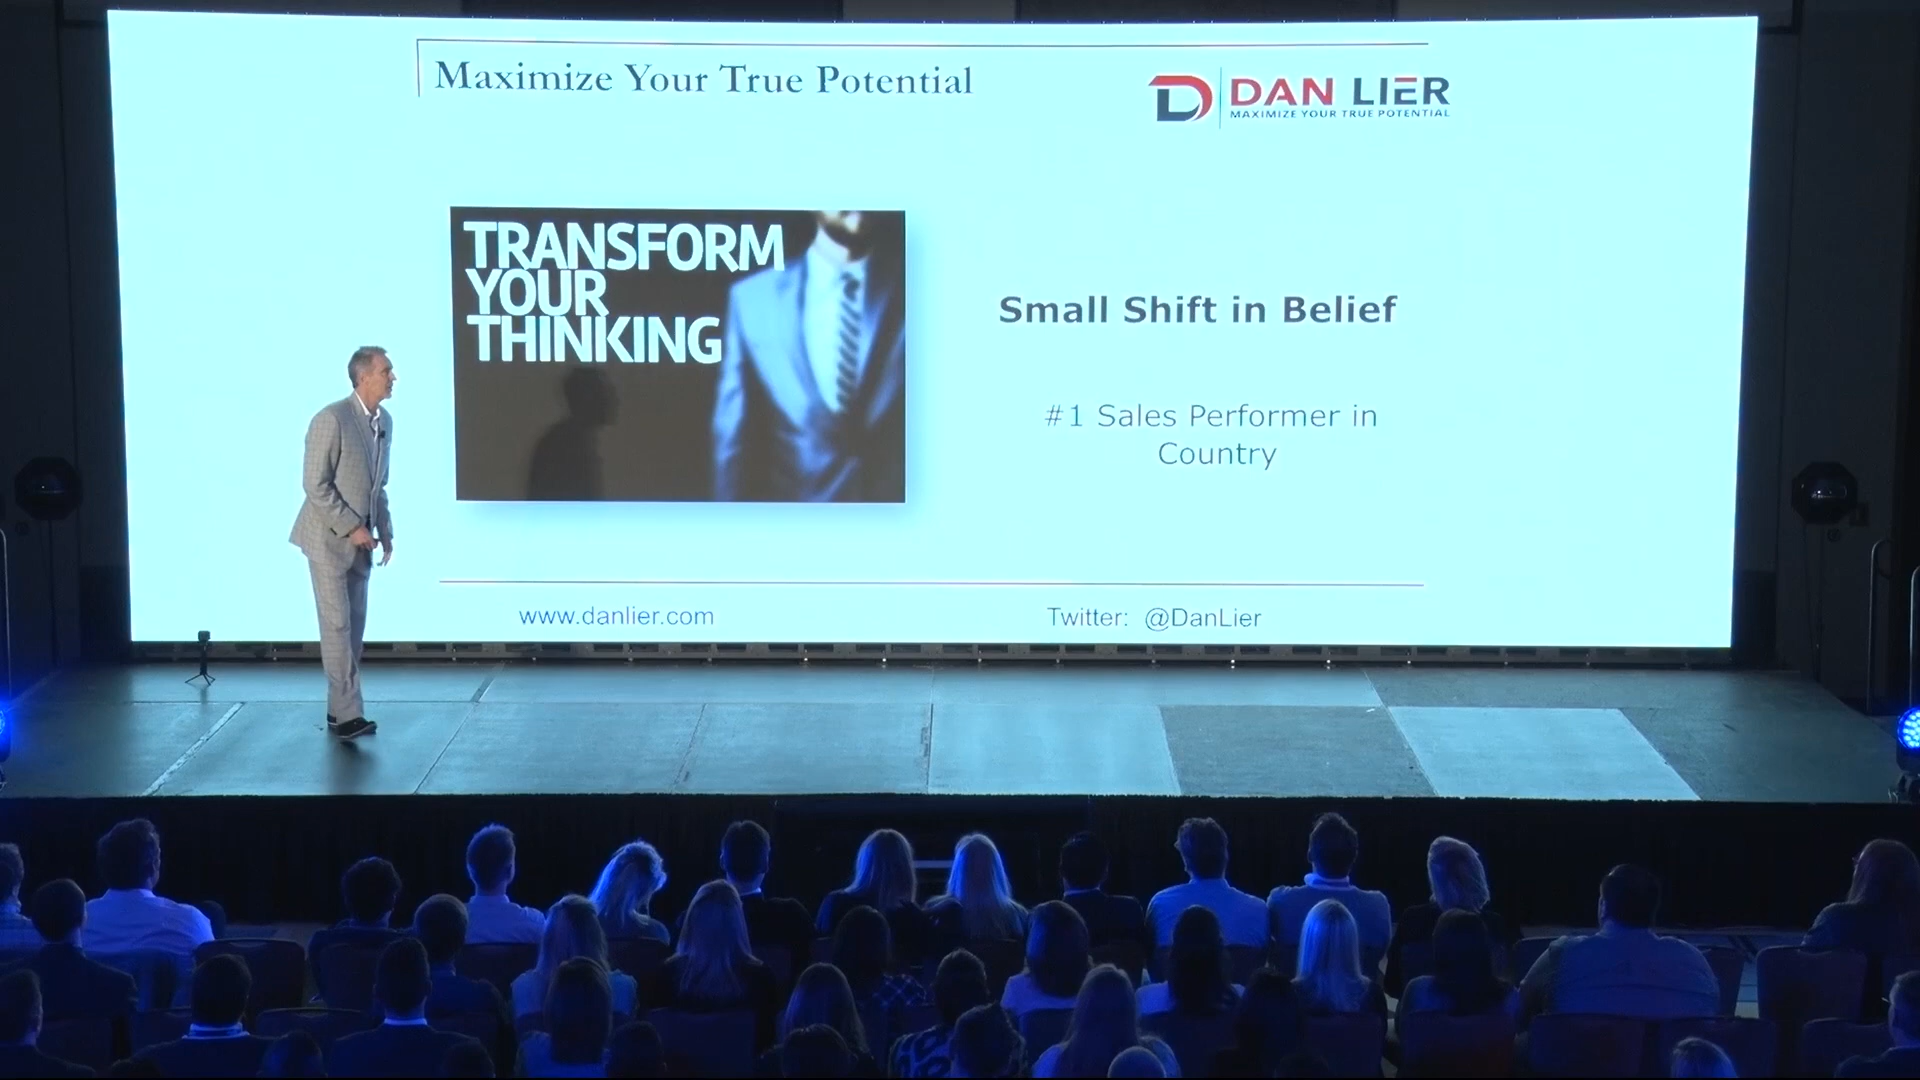 Maximize Your True Potential
DAN LIER
MAXIMIZE YOUR TRUE POTENTIAL
TRANSFORM
YOUR
THINKING
Small Shift in Belief
#1 Sales Performer in
Country
www.danlier.com
Twitter: @DanLier